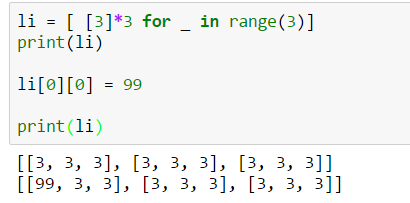 li = [ [3]*3 for _ in range(3)]
print(li)
li[0][0] = 99
print(li)
[[3, 3, 3], [3, 3, 3], [3, 3, 3]]
[[99, 3, 3], [3, 3, 3], [3, 3, 3]]